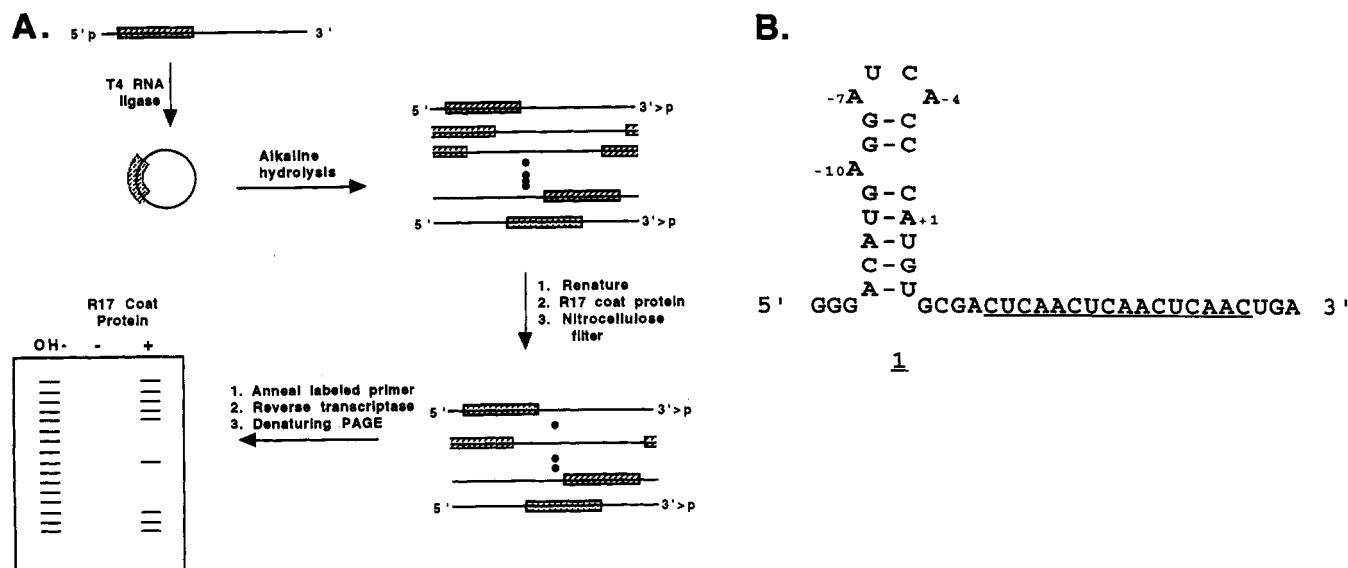 A.
5'p
3'
T4 RNA
ligase
Alkaline
hydrolysis
5'
3'>p
5'
3'>p
1. Renature
2. R17 coat protein
3. Nitrocellulose
filter
5'
3'>p
5'
3'>p
1. Anneal labeled primer
2. Reverse transcriptase
3. Denaturing PAGE
R17 Coat
Protein
OH- - +
B.
U C
-7A A-4
G-C
G-C
-10A
G-C
U-A+1
A-U
C-G
A-U
5' GGG GCGACUCAACUCAACUCAACUGA 3'
1